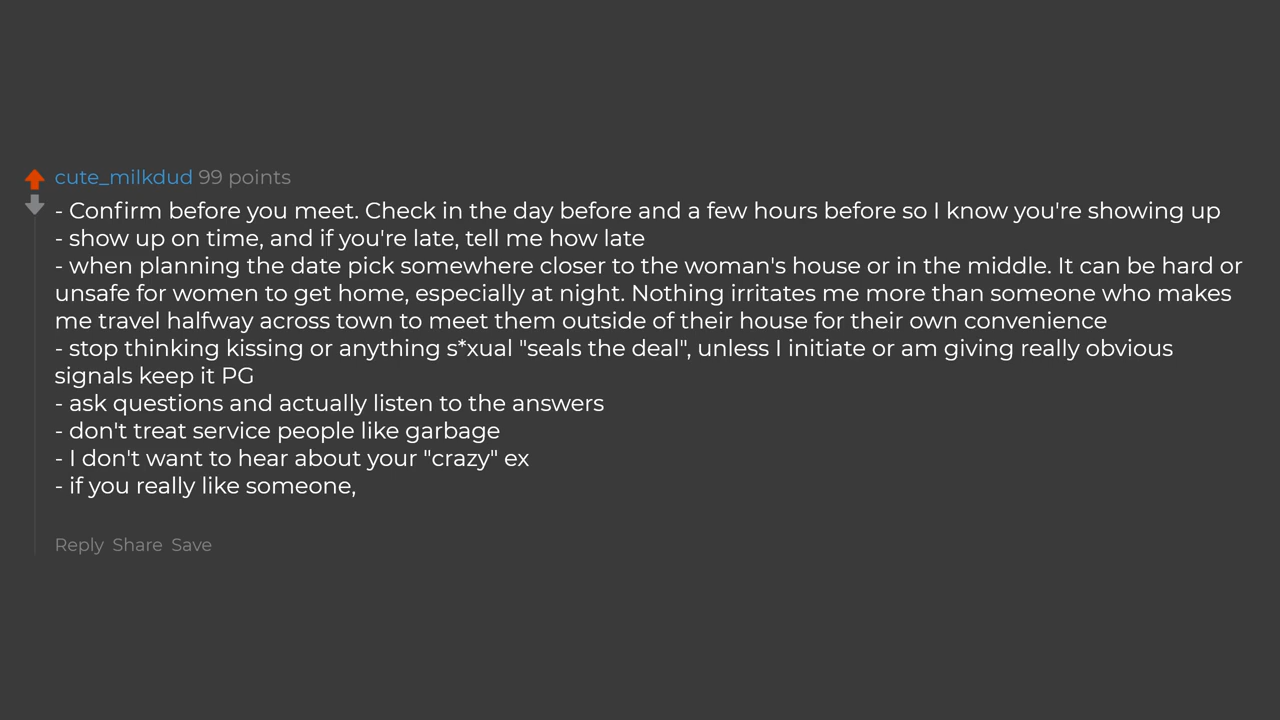 cute_milkdud 99 points
- Confirm before you meet. Check in the day before and a few hours before so I know you're showing up
- show up on time, and if you're late, tell me how late
- when planning the date pick somewhere closer to the woman's house or in the middle. It can be hard or
unsafe for women to get home, especially at night. Nothing irritates me more than someone who makes
me travel halfway across town to meet them outside of their house for their own convenience
- stop thinking kissing or anything s*xual "seals the deal", unless I initiate or am giving really obvious
signals keep it PG
- ask questions and actually listen to the answers
- don't treat service people like garbage
- I don't want to hear about your "crazy" ex
- if you really like someone,
Reply Share Save